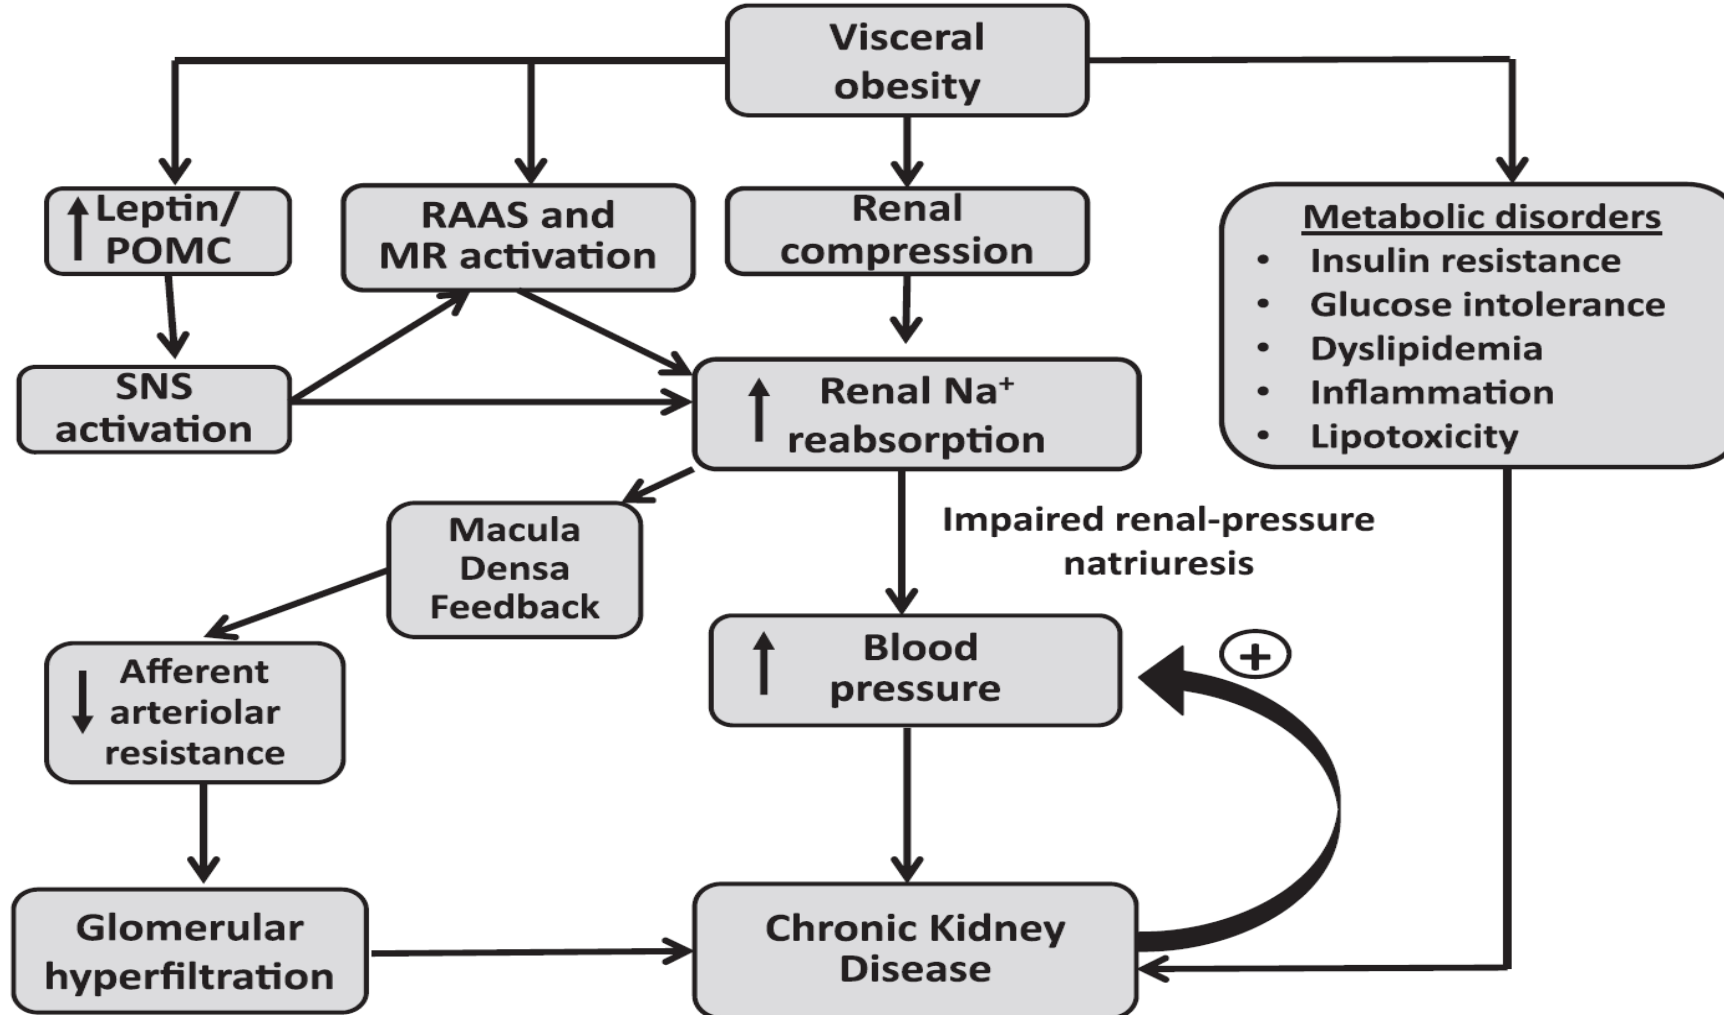 Visceral
obesity
Leptin/
POMC
RAAS and
MR activation
Renal
compression
Metabolic disorders
• Insulin resistance
• Glucose intolerance
• Dyslipidemia
• Inflammation
• Lipotoxicity
SNS
activation
Renal Na⁺
reabsorption
Impaired renal-pressure
natriuresis
Macula
Densa
Feedback
Afferent
arteriolar
resistance
Blood
pressure
+
Glomerular
hyperfiltration
Chronic Kidney
Disease